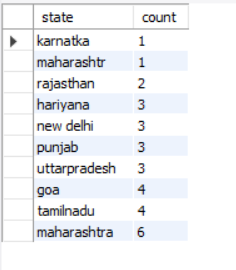 state count
karnatka 1
maharashtr 1
rajasthan 2
hariyana 3
new delhi 3
punjab 3
uttarpradesh 3
goa 4
tamilnadu 4
maharashtra 6